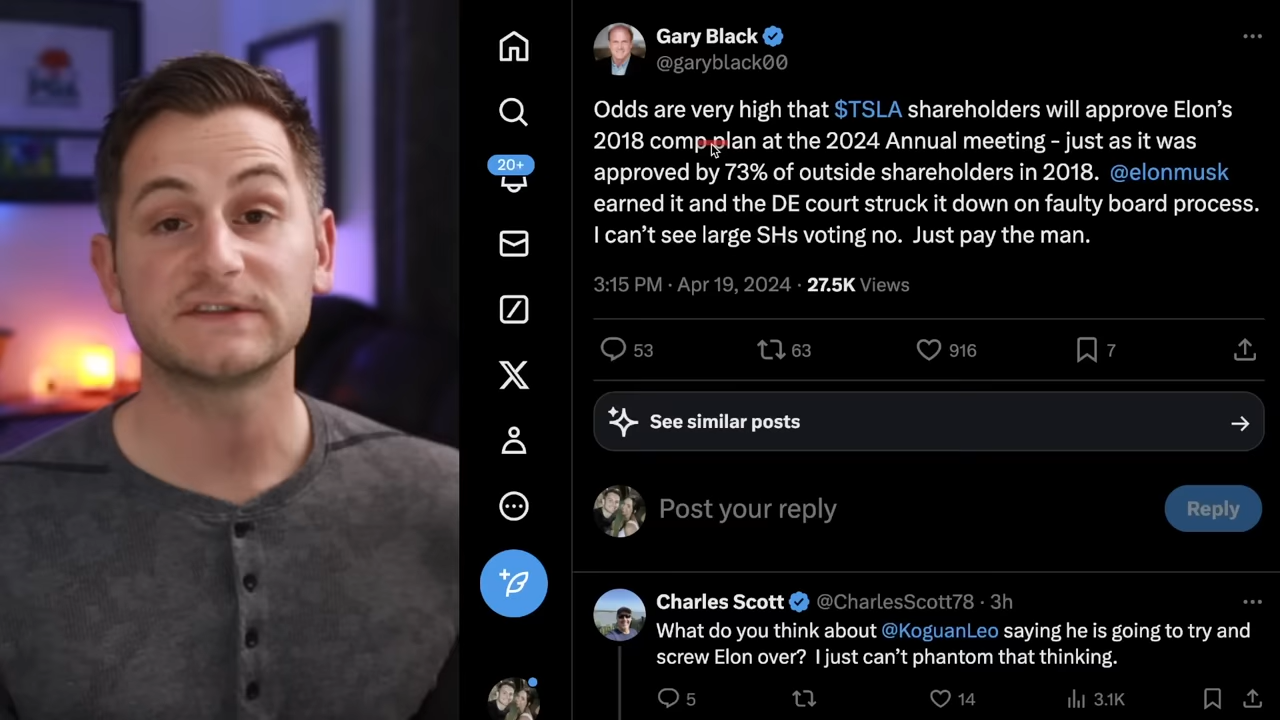 Gary Black
@garyblack00
Odds are very high that $TSLA shareholders will approve Elon's
2018 comp plan at the 2024 Annual meeting - just as it was
approved by 73% of outside shareholders in 2018. @elonmusk
earned it and the DE court struck it down on faulty board process.
I can't see large SHs voting no. Just pay the man.
3:15 PM · Apr 19, 2024 · 27.5K Views
53 63 916 7
See similar posts
Post your reply
Reply
Charles Scott @CharlesScott78 · 3h
What do you think about @KoguanLeo saying he is going to try and
screw Elon over? I just can't phantom that thinking.
5 14 3.1K
20+